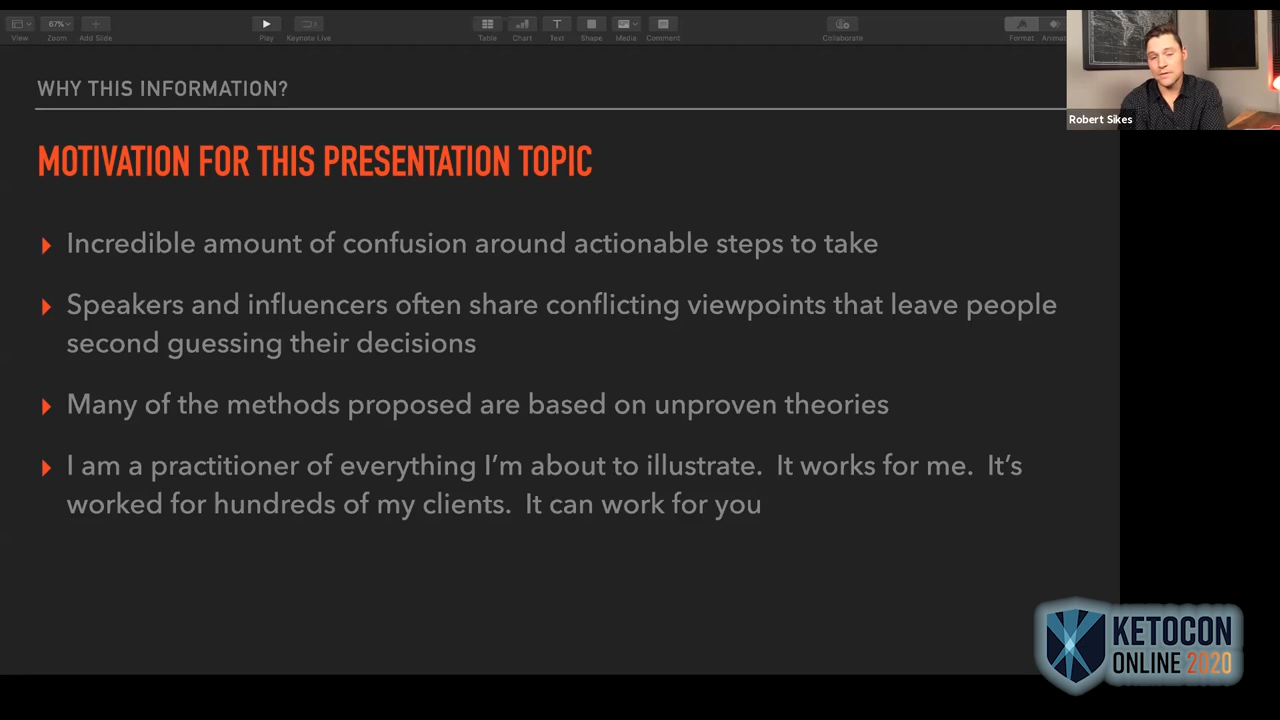 67%
View
Zoom
Add Slide
Play
Keynote Live
Table
Chart
Text
Shape
Media
Comment
Collaborate
Format
Animat
Robert Sikes
WHY THIS INFORMATION?
MOTIVATION FOR THIS PRESENTATION TOPIC
Incredible amount of confusion around actionable steps to take
Speakers and influencers often share conflicting viewpoints that leave people
second guessing their decisions
Many of the methods proposed are based on unproven theories
I am a practitioner of everything I’m about to illustrate. It works for me. It’s
worked for hundreds of my clients. It can work for you
KETOCON
ONLINE 2020